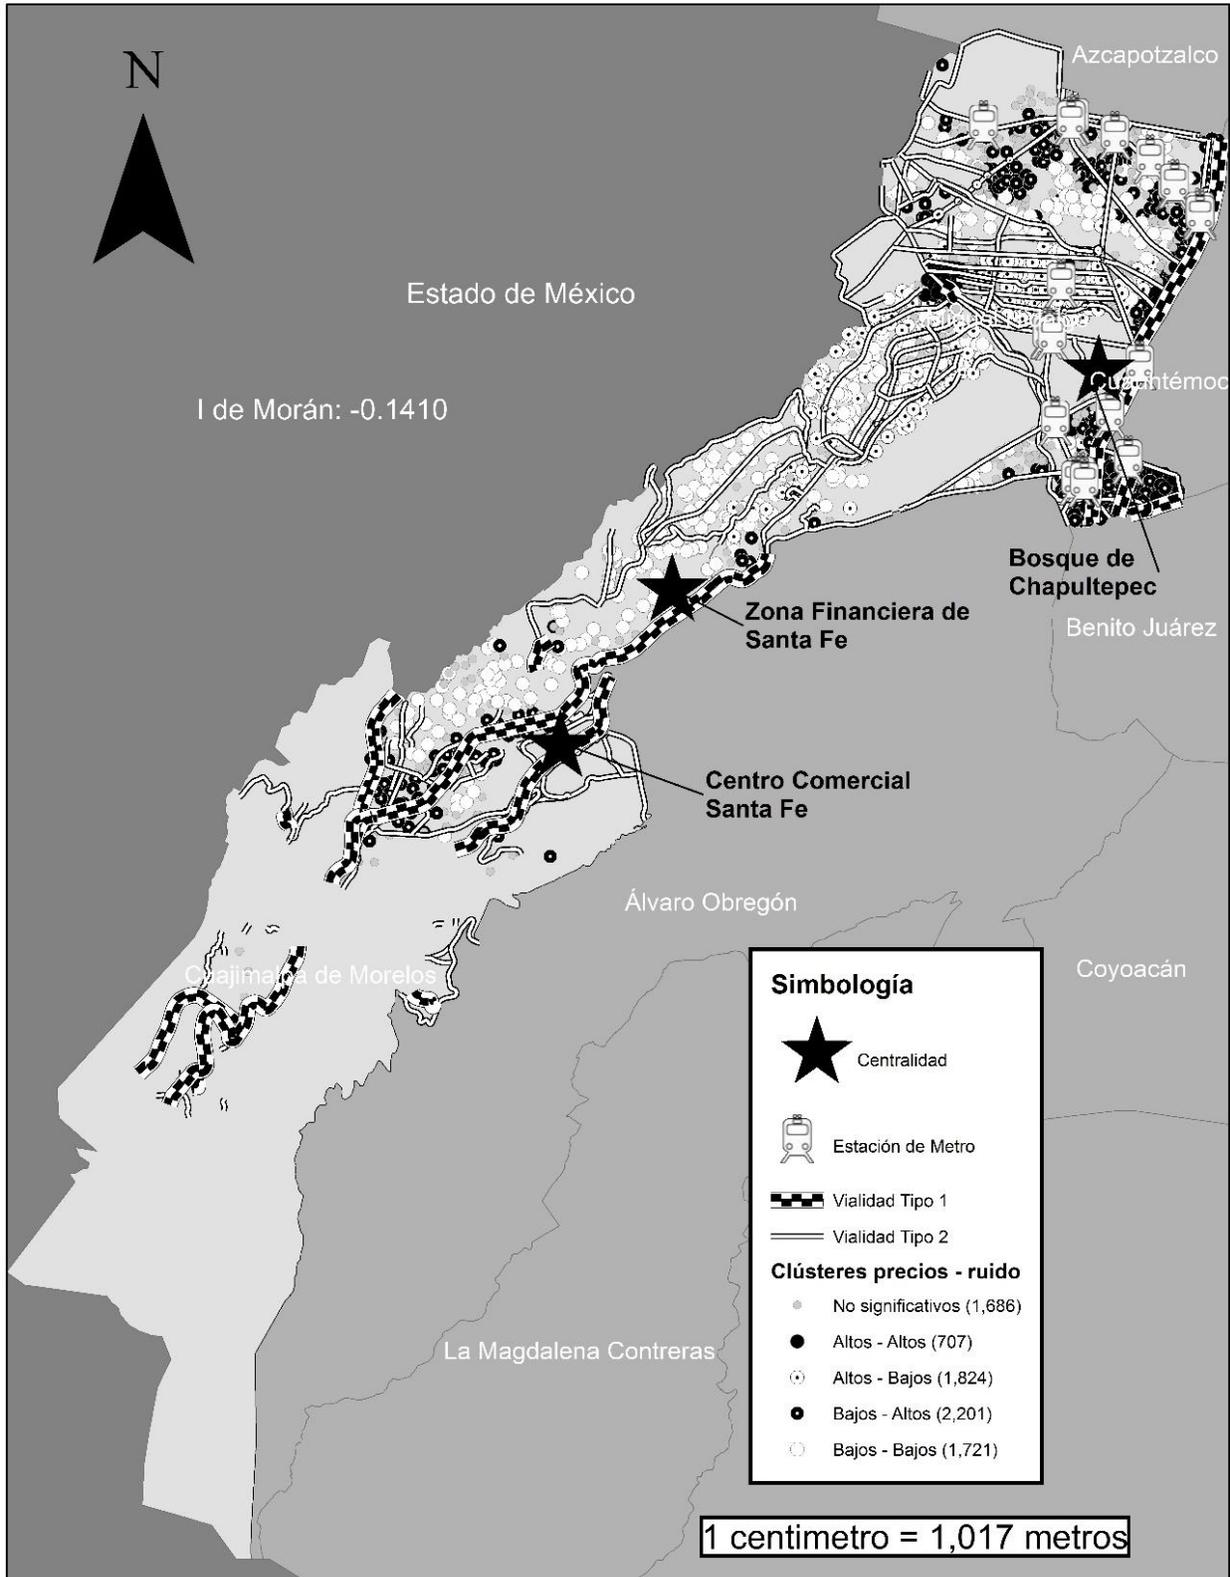 N
Azcapotzalco
Estado de México
Miguel Hidalgo
I de Morán: -0.1410
Cuauhtémoc
Bosque de
Chapultepec
Zona Financiera de
Santa Fe
Benito Juárez
Centro Comercial
Santa Fe
Álvaro Obregón
Cuajimalpa de Morelos
Coyoacán
Simbología
Centralidad
Estación de Metro
Vialidad Tipo 1
Vialidad Tipo 2
Clústeres precios - ruido
No significativos (1,686)
Altos - Altos (707)
Altos - Bajos (1,824)
Bajos - Altos (2,201)
Bajos - Bajos (1,721)
La Magdalena Contreras
1 centimetro = 1,017 metros